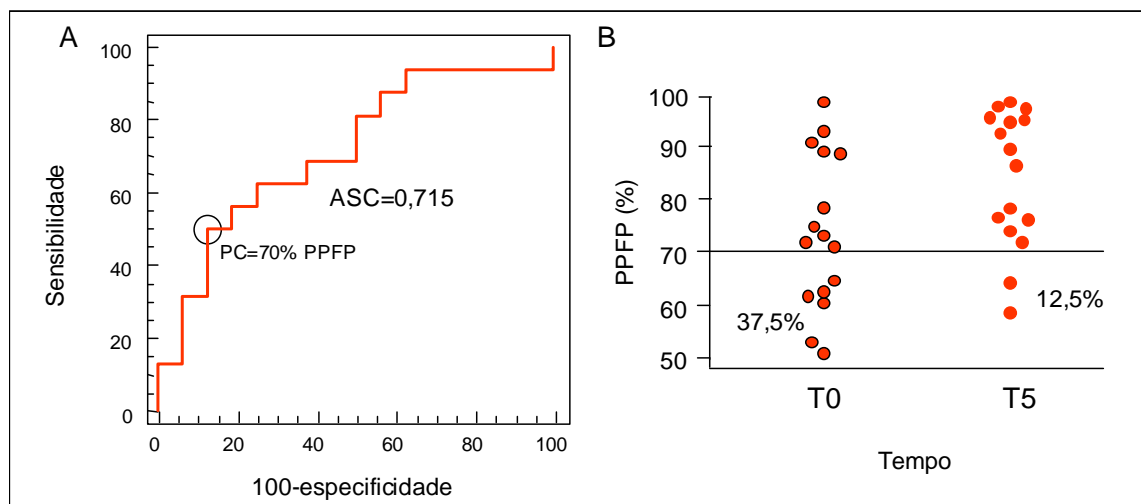 A
Sensibilidade
100
80
60
40
20
0
ASC=0,715
PC=70% PPFP
0 20 40 60 80 100
100-especificidade
B
PPFP (%)
100
90
80
70
60
50
37,5%
12,5%
T0 T5
Tempo